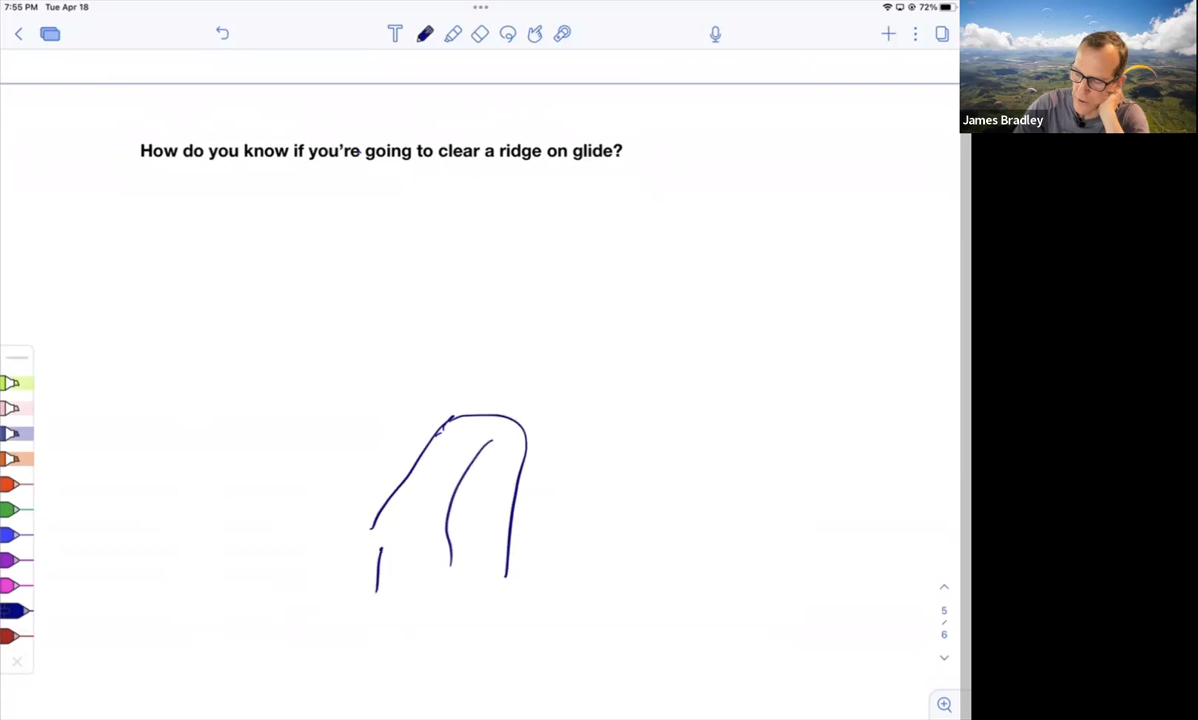 7:55 PM Tue Apr 18
72%
T
James Bradley
How do you know if you're going to clear a ridge on glide?
5
/
6